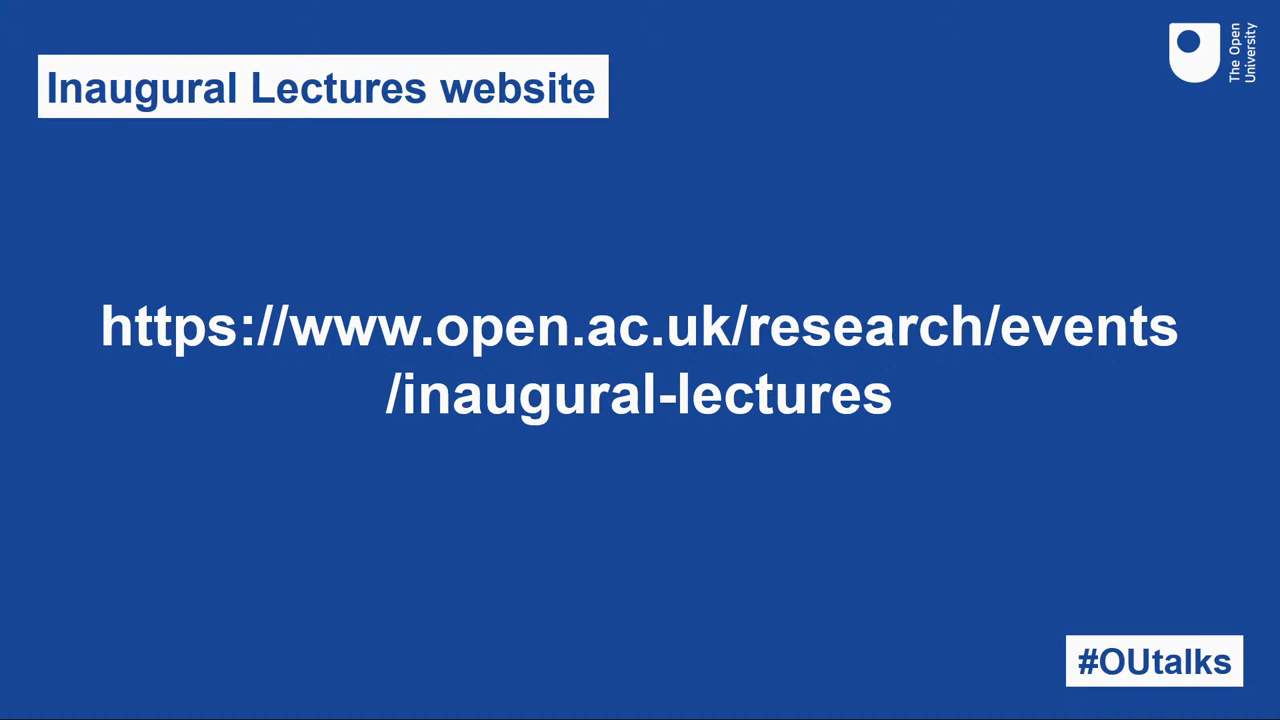 Inaugural Lectures website
The Open
University
https://www.open.ac.uk/research/events
/inaugural-lectures
#OUtalks